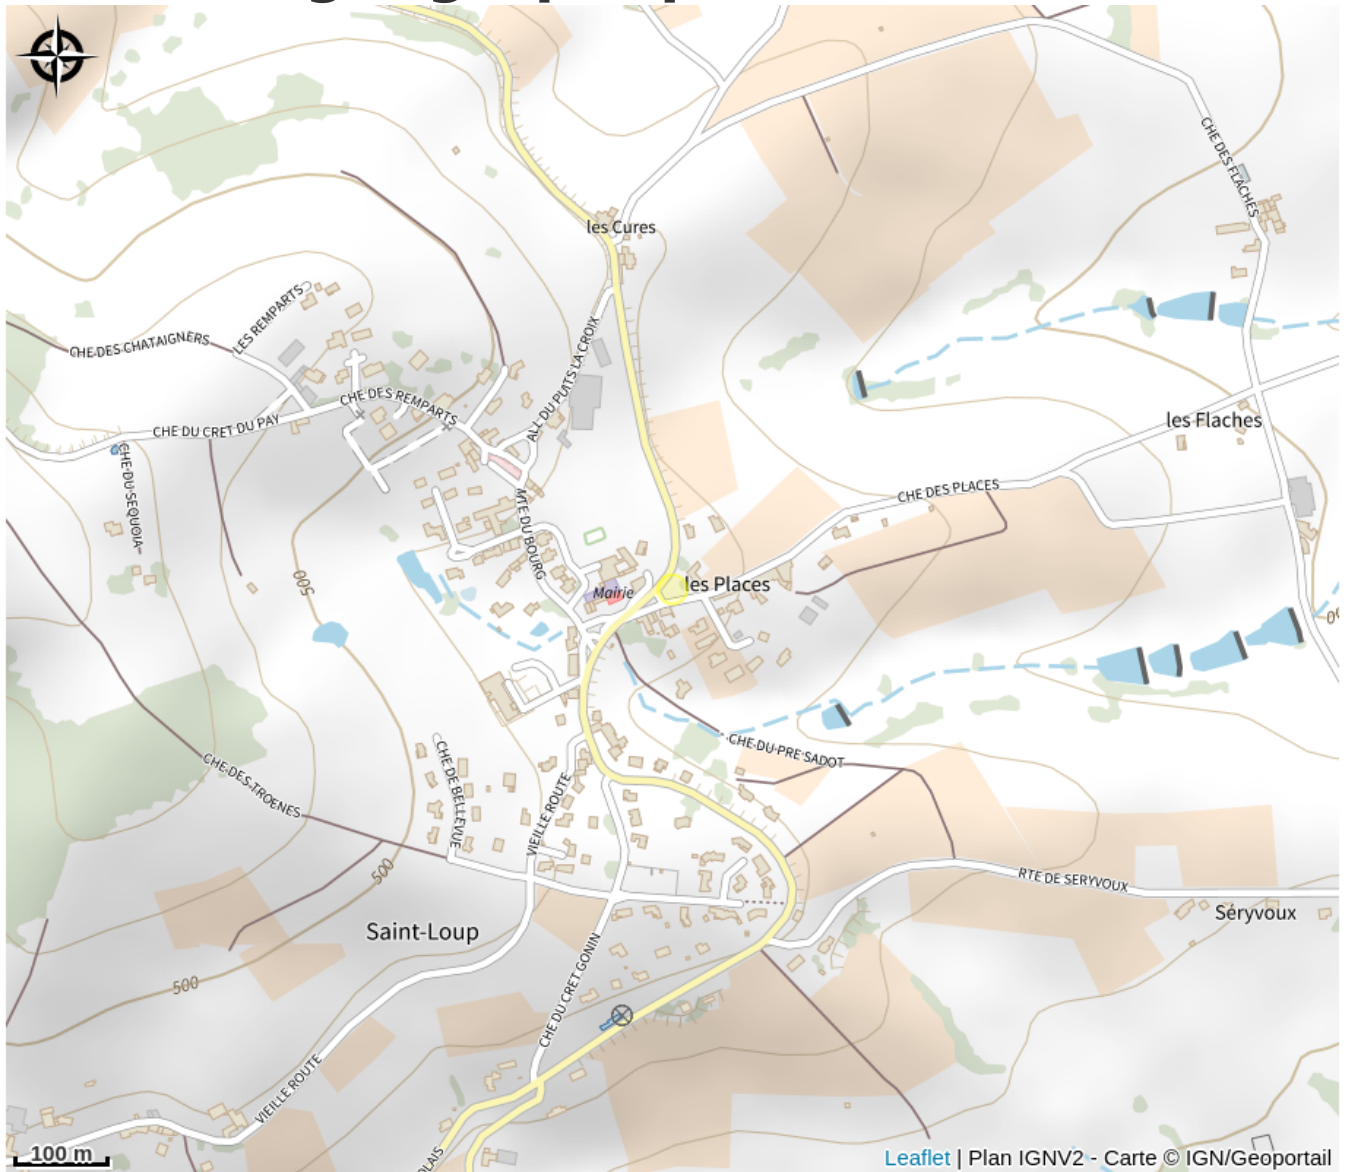 CHE DES FLACHES
les Cures
LES REMPARTS
CHE DES CHATAIGNERS
ALL DU PUITS LA CROIX
CHE DES REMPARTS
CHE DU CRET DU PAY
les Flaches
CHE DU SEQUOIA
CHE DES PLACES
MTE DU BOURG
500
Mairie
les Places
CHE DU PRE SADOT
CHE DES TROENES
CHE DE BELLEVUE
VIEILLE ROUTE
500
RTE DE SERYVOUX
Séryvoux
Saint-Loup
CHE DU CRET GONIN
500
VIEILLE ROUTE
100 m
Leaflet | Plan IGNV2 - Carte © IGN/Geoportail